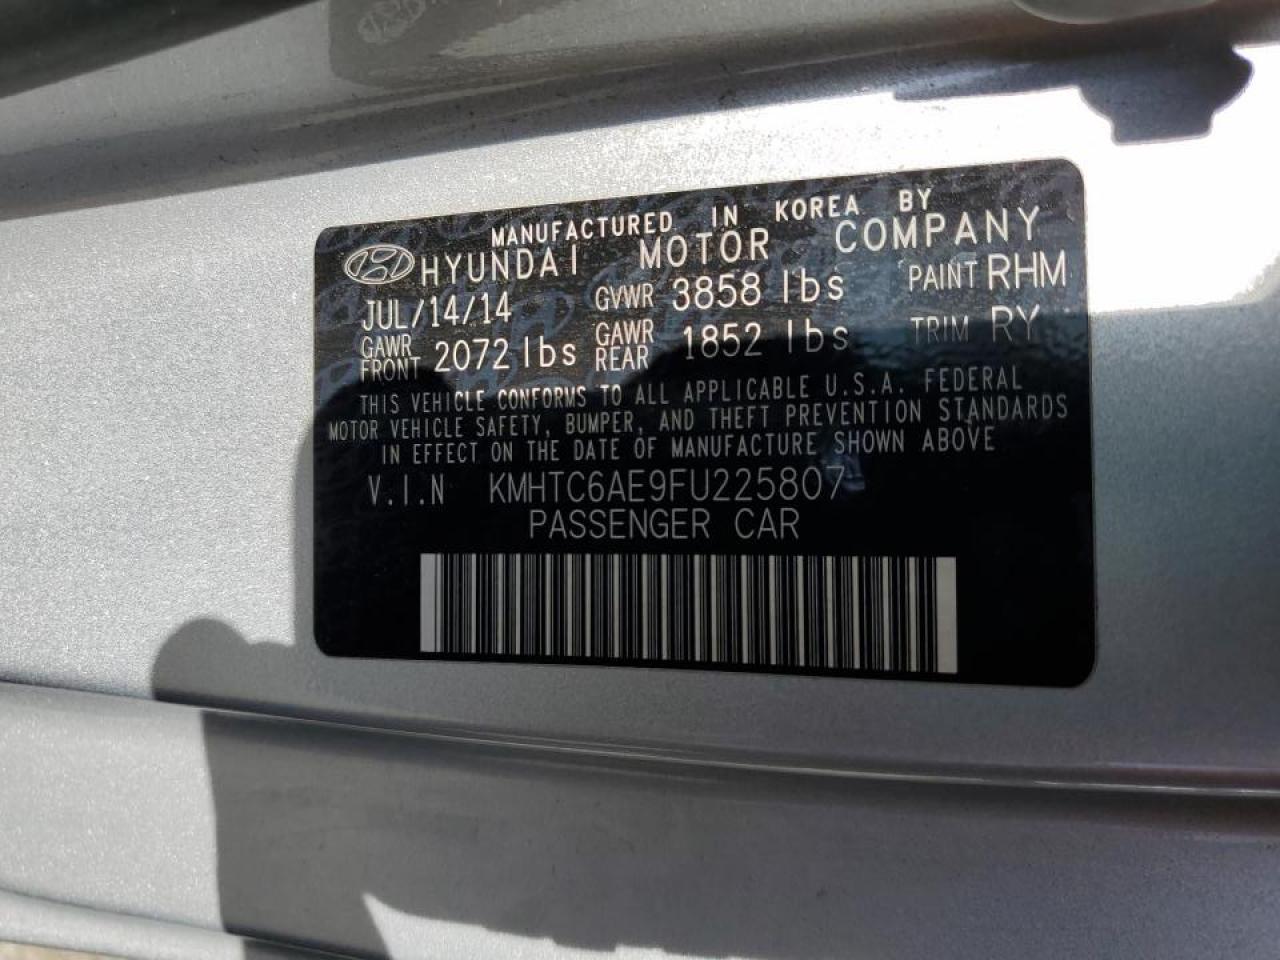 MANUFACTURED IN KOREA BY
HYUNDAI MOTOR COMPANY
JUL/14/14 GVWR 3858 lbs PAINT RHM
GAWR FRONT 2072 lbs GAWR REAR 1852 lbs TRIM RY
THIS VEHICLE CONFORMS TO ALL APPLICABLE U.S.A. FEDERAL
MOTOR VEHICLE SAFETY, BUMPER, AND THEFT PREVENTION STANDARDS
IN EFFECT ON THE DATE OF MANUFACTURE SHOWN ABOVE
V.I.N KMHTC6AE9FU225807
PASSENGER CAR